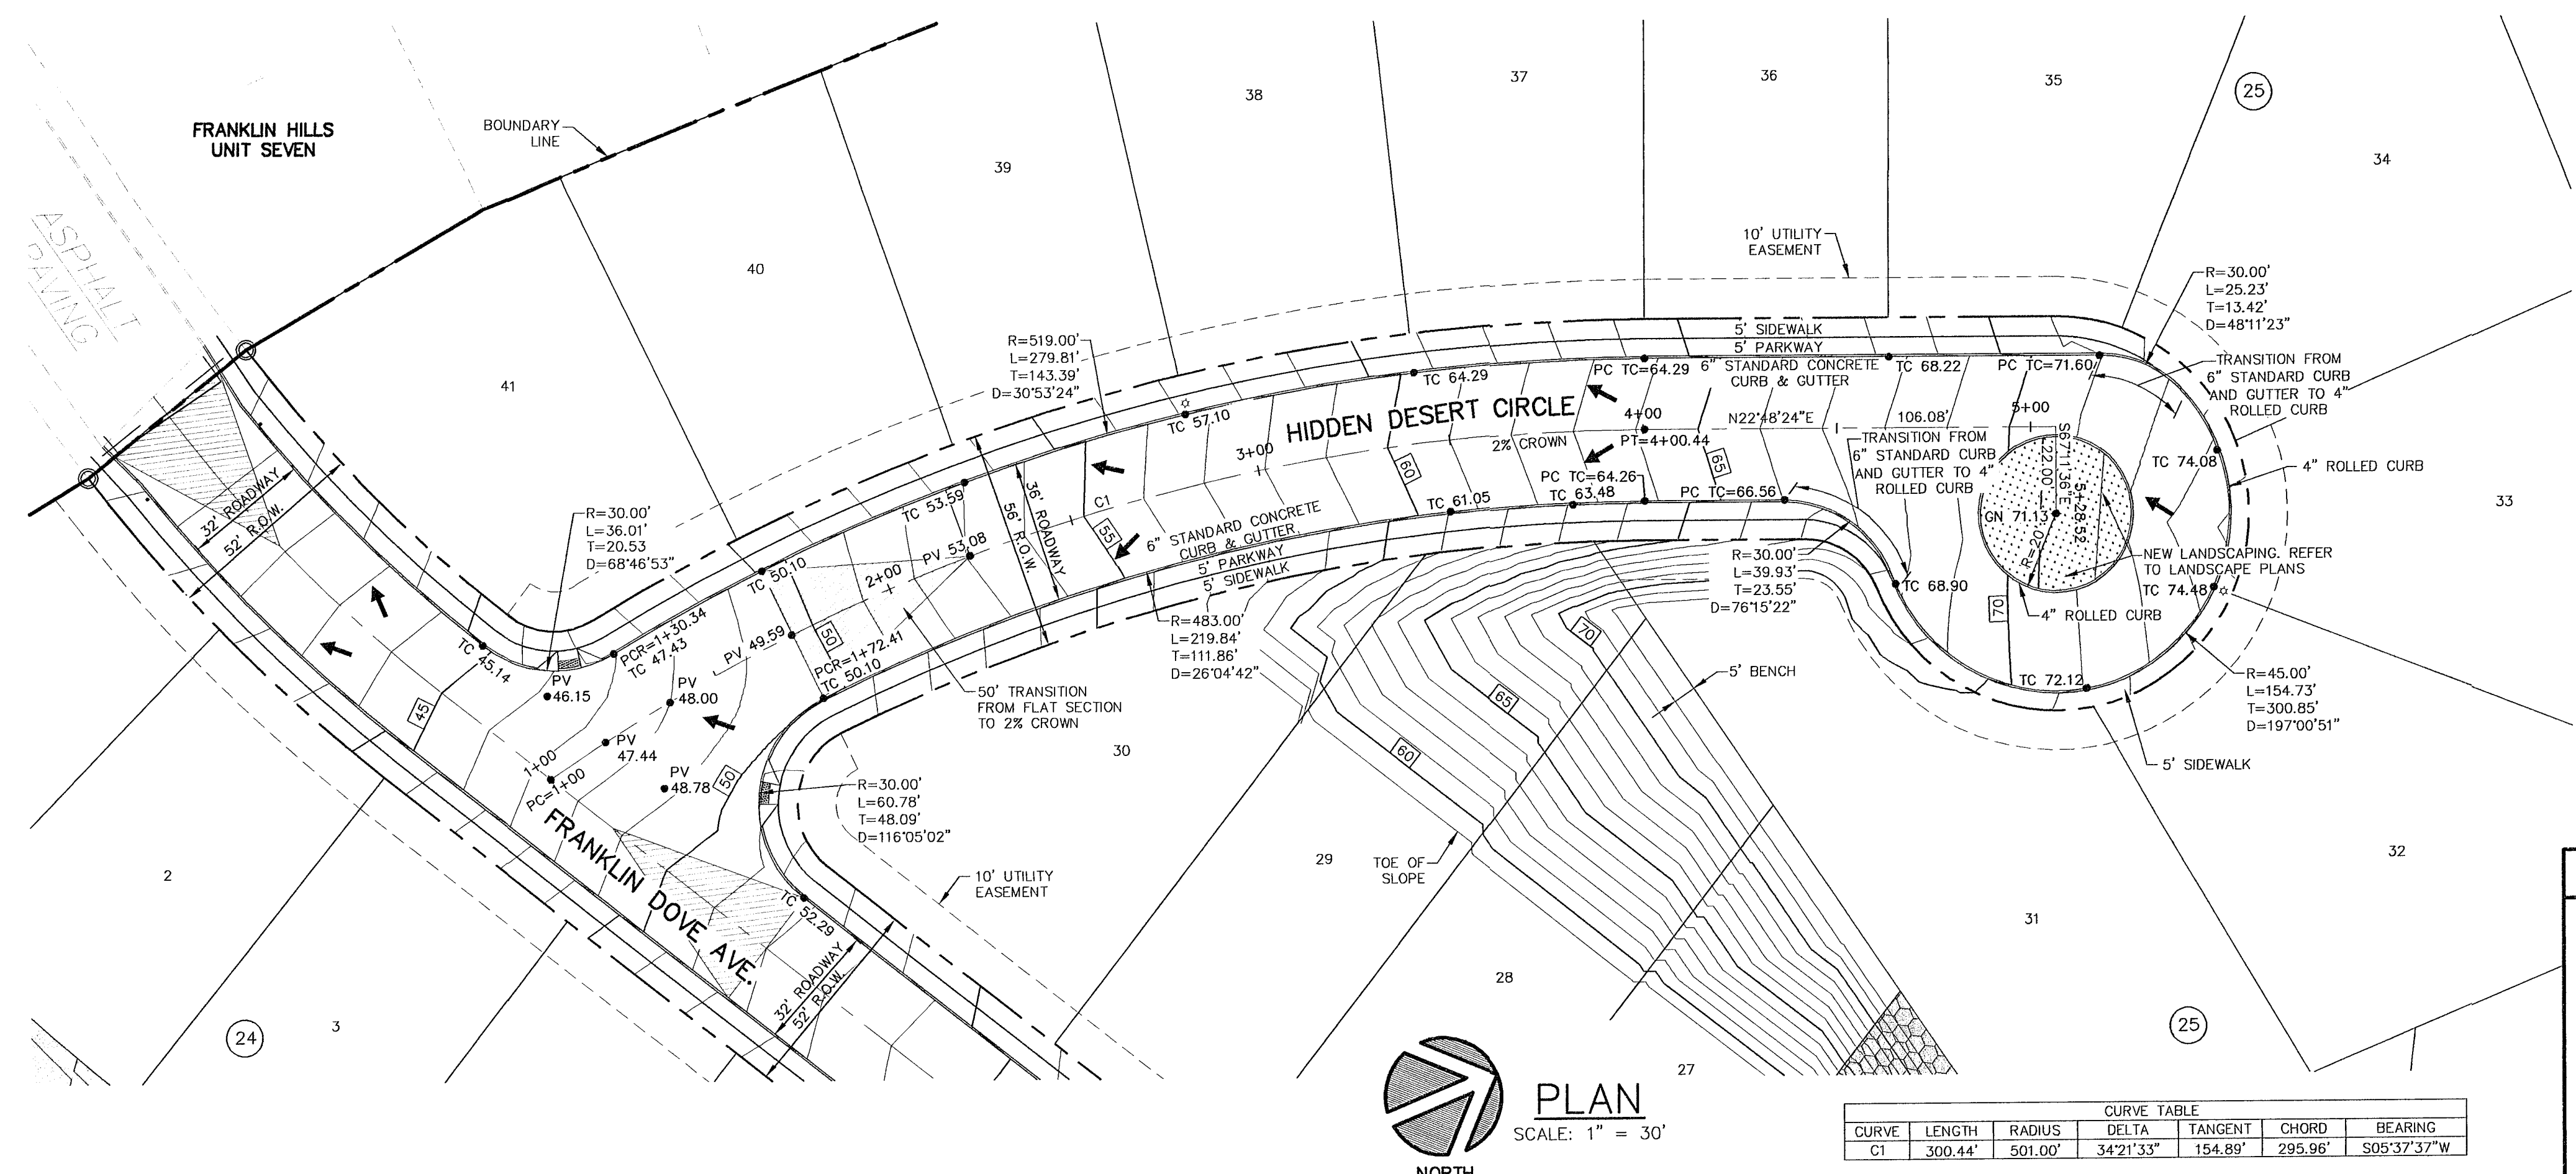 FRANKLIN HILLS
UNIT SEVEN
BOUNDARY
LINE
ASPHALT
PAVING
41
40
39
38
37
36
35
25
34
33
32
31
30
29
28
27
2
3
24
25
10' UTILITY
EASEMENT
R=30.00'
L=25.23'
T=13.42'
D=48°11'23"
TRANSITION FROM
6" STANDARD CURB
AND GUTTER TO 4"
ROLLED CURB
R=519.00'
L=279.81'
T=143.39'
D=30°53'24"
5' SIDEWALK
5' PARKWAY
6" STANDARD CONCRETE
CURB & GUTTER
TC 57.10
TC 64.29
PC TC=64.29
TC 68.22
PC TC=71.60
HIDDEN DESERT CIRCLE
2% CROWN
3+00
4+00
PT=4+00.44
N22°48'24"E
106.08'
5+00
TRANSITION FROM
6" STANDARD CURB
AND GUTTER TO 4"
ROLLED CURB
S67°11'36"E
22.00'
5+28.52
GN 71.13
R=20'
TC 74.08
4" ROLLED CURB
NEW LANDSCAPING. REFER
TO LANDSCAPE PLANS
TC 74.48
4" ROLLED CURB
70
TC 68.90
TC 72.12
R=45.00'
L=154.73'
T=300.85'
D=197°00'51"
5' SIDEWALK
R=30.00'
L=39.93'
T=23.55'
D=76°15'22"
PC TC=64.26
PC TC=66.56
TC 63.48
TC 61.05
60
65
C1
55
6" STANDARD CONCRETE
CURB & GUTTER.
5' PARKWAY
5' SIDEWALK
36' ROADWAY
56' R.O.W.
TC 53.59
PV 53.08
2+00
TC 50.10
PV 49.59
50
PCR=1+72.41
TC 50.10
50' TRANSITION
FROM FLAT SECTION
TO 2% CROWN
R=483.00'
L=219.84'
T=111.86'
D=26°04'42"
R=30.00'
L=36.01'
T=20.53
D=68°46'53"
32' ROADWAY
52' R.O.W.
TC 45.14
PCR=1+30.34
TC 47.43
PV
46.15
PV
48.00
PV
47.44
PV
48.78
45
1+00
PC=1+00
50
R=30.00'
L=60.78'
T=48.09'
D=116°05'02"
FRANKLIN DOVE AVE.
TC 52.29
32' ROADWAY
52' R.O.W.
10' UTILITY
EASEMENT
TOE OF
SLOPE
5' BENCH
70
65
60
PLAN
SCALE: 1" = 30'
NORTH
CURVE TABLE
CURVE LENGTH RADIUS DELTA TANGENT CHORD BEARING
C1 300.44' 501.00' 34°21'33" 154.89' 295.96' S05°37'37"W